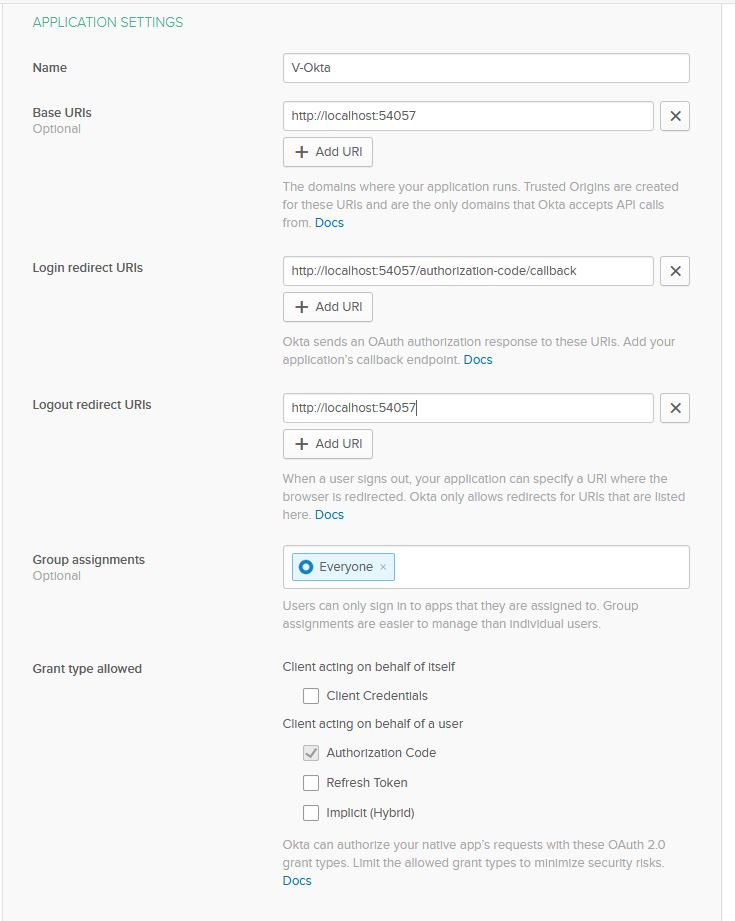 APPLICATION SETTINGS
Name
V-Okta
Base URIs
Optional
http://localhost:54057
+ Add URI
The domains where your application runs. Trusted Origins are created
for these URIs and are the only domains that Okta accepts API calls
from. Docs
Login redirect URIs
http://localhost:54057/authorization-code/callback
+ Add URI
Okta sends an OAuth authorization response to these URIs. Add your
application's callback endpoint. Docs
Logout redirect URIs
http://localhost:54057
+ Add URI
When a user signs out, your application can specify a URI where the
browser is redirected. Okta only allows redirects for URIs that are listed
here. Docs
Group assignments
Optional
Everyone ×
Users can only sign in to apps that they are assigned to. Group
assignments are easier to manage than individual users.
Grant type allowed
Client acting on behalf of itself
Client Credentials
Client acting on behalf of a user
Authorization Code
Refresh Token
Implicit (Hybrid)
Okta can authorize your native app's requests with these OAuth 2.0
grant types. Limit the allowed grant types to minimize security risks.
Docs